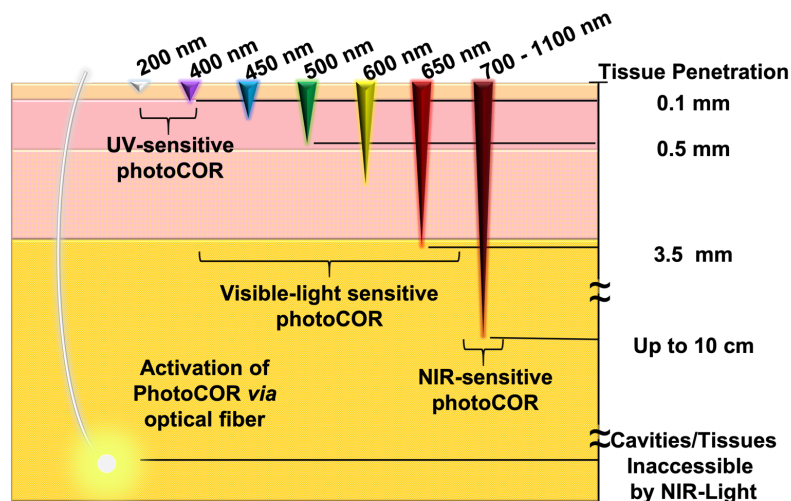 200 nm
400 nm
450 nm
500 nm
600 nm
650 nm
700 - 1100 nm
Tissue Penetration
0.1 mm
UV-sensitive
photoCOR
0.5 mm
3.5 mm
Visible-light sensitive
photoCOR
Up to 10 cm
Activation of
PhotoCOR via
optical fiber
NIR-sensitive
photoCOR
Cavities/Tissues
Inaccessible
by NIR-Light